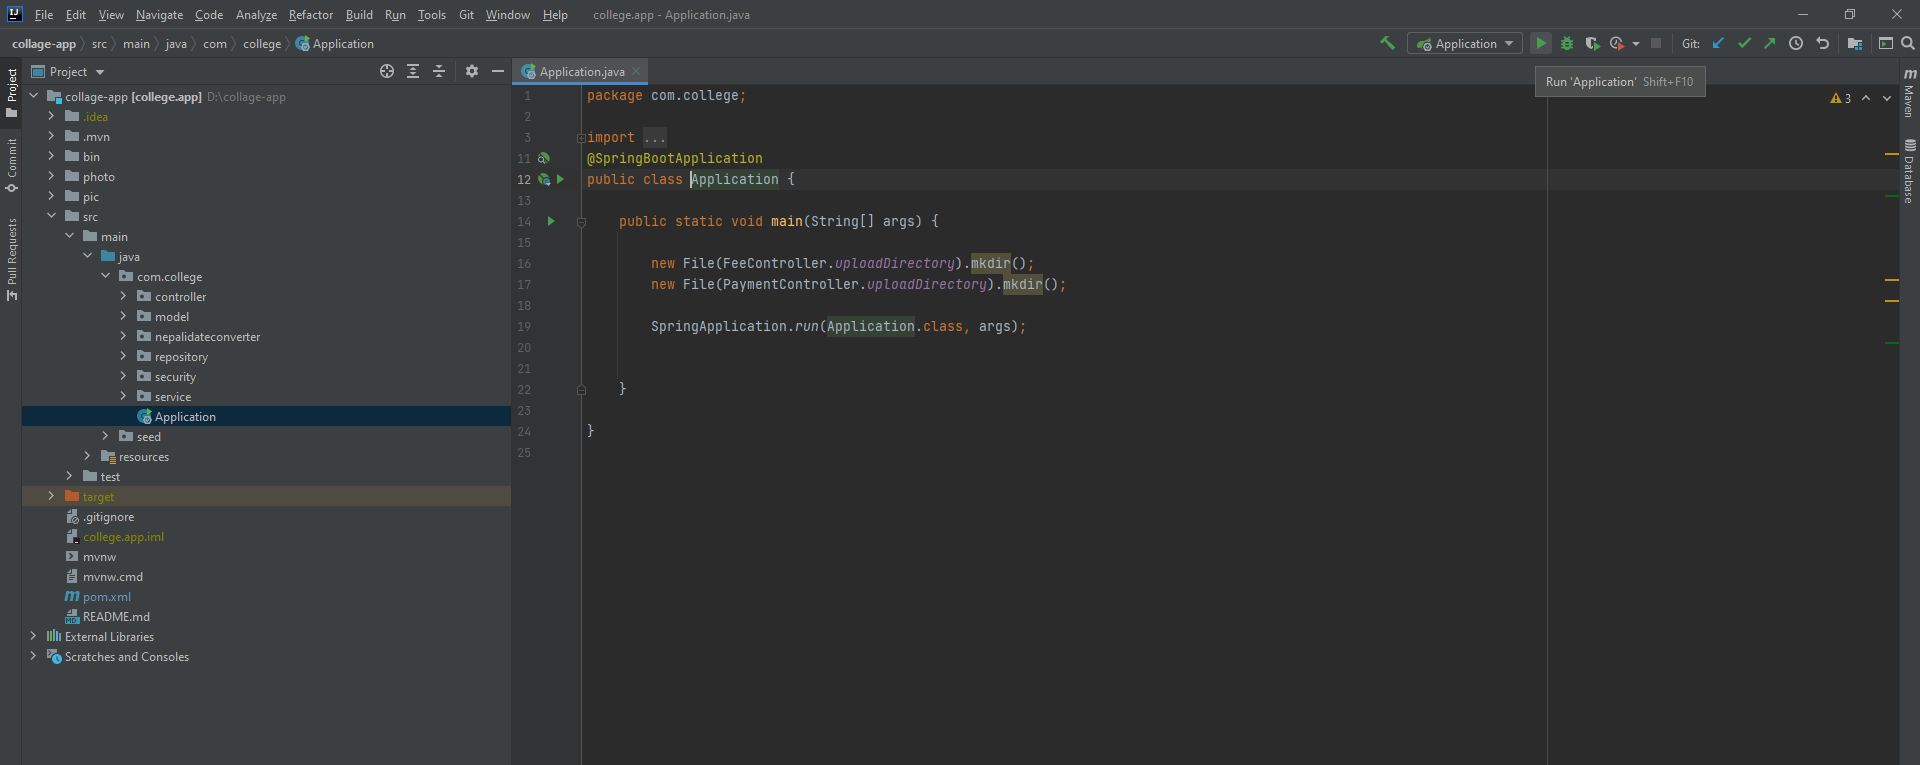 IJ File Edit View Navigate Code Analyze Refactor Build Run Tools Git Window Help college.app - Application.java
collage-app src main java com college Application Application Git:
Project Project Application.java Run 'Application' Shift+F10
collage-app [college.app] D:\collage-app
.idea
.mvn
bin
photo
pic
src
main
java
com.college
controller
model
nepalidateconverter
repository
security
service
Application
seed
resources
test
target
.gitignore
college.app.iml
mvnw
mvnw.cmd
m pom.xml
MD README.md
External Libraries
Scratches and Consoles
Commit
Pull Requests
1 package com.college;
2
3 import ...
11 @SpringBootApplication
12 public class Application {
13
14 public static void main(String[] args) {
15
16 new File(FeeController.uploadDirectory).mkdir();
17 new File(PaymentController.uploadDirectory).mkdir();
18
19 SpringApplication.run(Application.class, args);
20
21
22 }
23
24 }
25
3
m Maven
Database